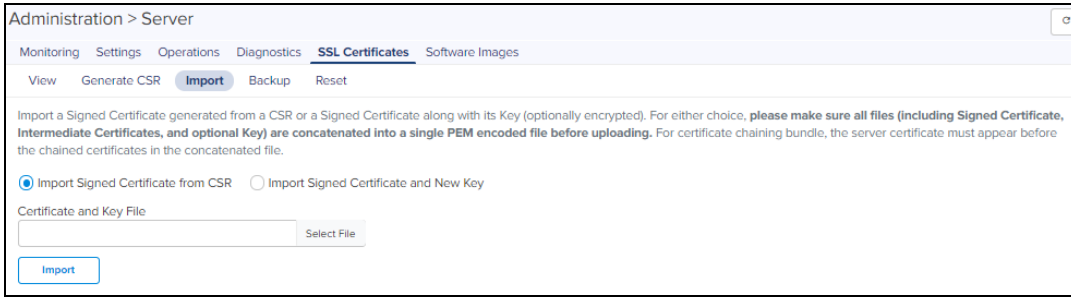 Administration > Server
Monitoring Settings Operations Diagnostics SSL Certificates Software Images
View Generate CSR Import Backup Reset
Import a Signed Certificate generated from a CSR or a Signed Certificate along with its Key (optionally encrypted). For either choice, please make sure all files (including Signed Certificate,
Intermediate Certificates, and optional Key) are concatenated into a single PEM encoded file before uploading. For certificate chaining bundle, the server certificate must appear before
the chained certificates in the concatenated file.
Import Signed Certificate from CSR Import Signed Certificate and New Key
Certificate and Key File
Select File
Import